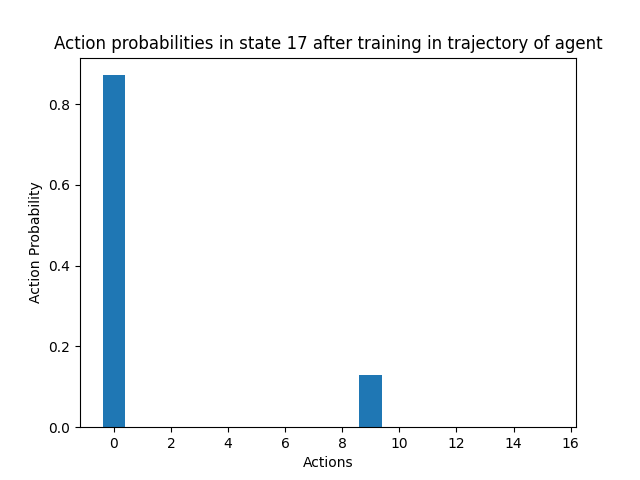 Action probabilities in state 17 after training in trajectory of agent
Action Probability
0.8
0.6
0.4
0.2
0.0
0 2 4 6 8 10 12 14 16
Actions